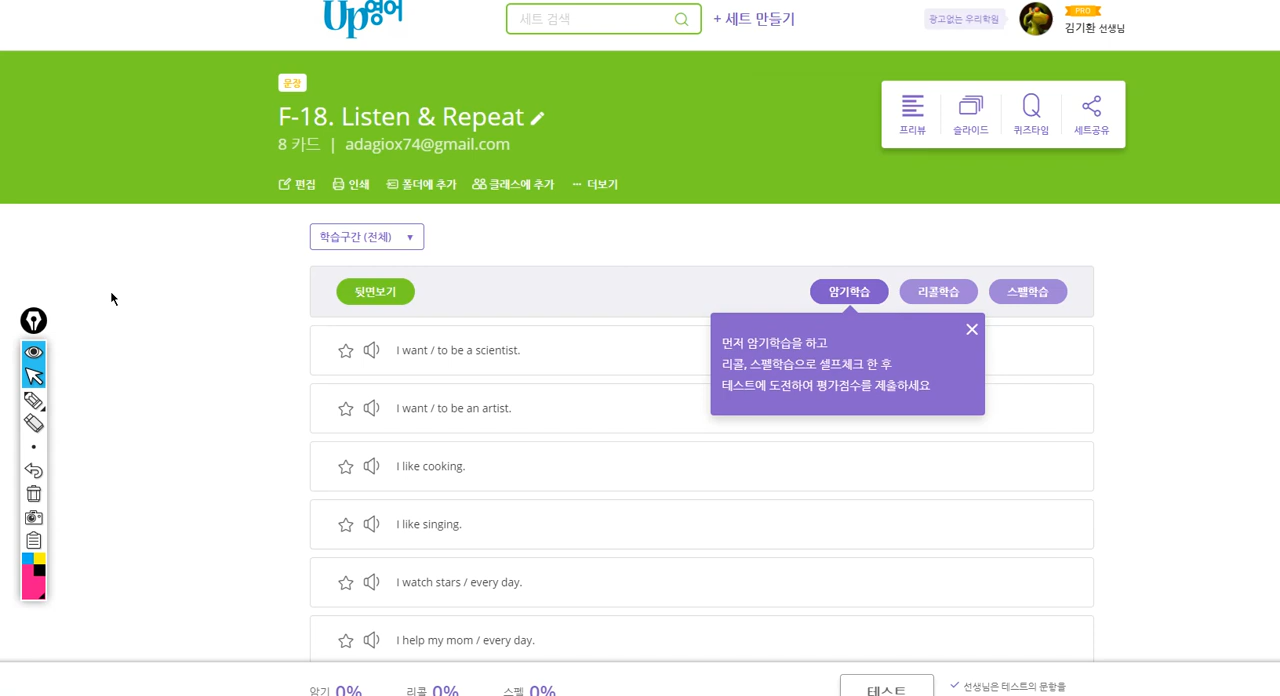 Up영어
세트 검색
+ 세트 만들기
광고없는 우리학원
PRO
김기환 선생님
문장
F-18. Listen & Repeat
8 카드 | adagiox74@gmail.com
편집
인쇄
폴더에 추가
클래스에 추가
··· 더보기
프리뷰
슬라이드
퀴즈타임
세트공유
학습구간 (전체) ▼
뒷면보기
암기학습
리콜학습
스펠학습
먼저 암기학습을 하고
리콜, 스펠학습으로 셀프체크 한 후
테스트에 도전하여 평가점수를 제출하세요
I want / to be a scientist.
I want / to be an artist.
I like cooking.
I like singing.
I watch stars / every day.
I help my mom / every day.
암기 0%
리콜 0%
스펠 0%
테스트
선생님은 테스트의 문항을